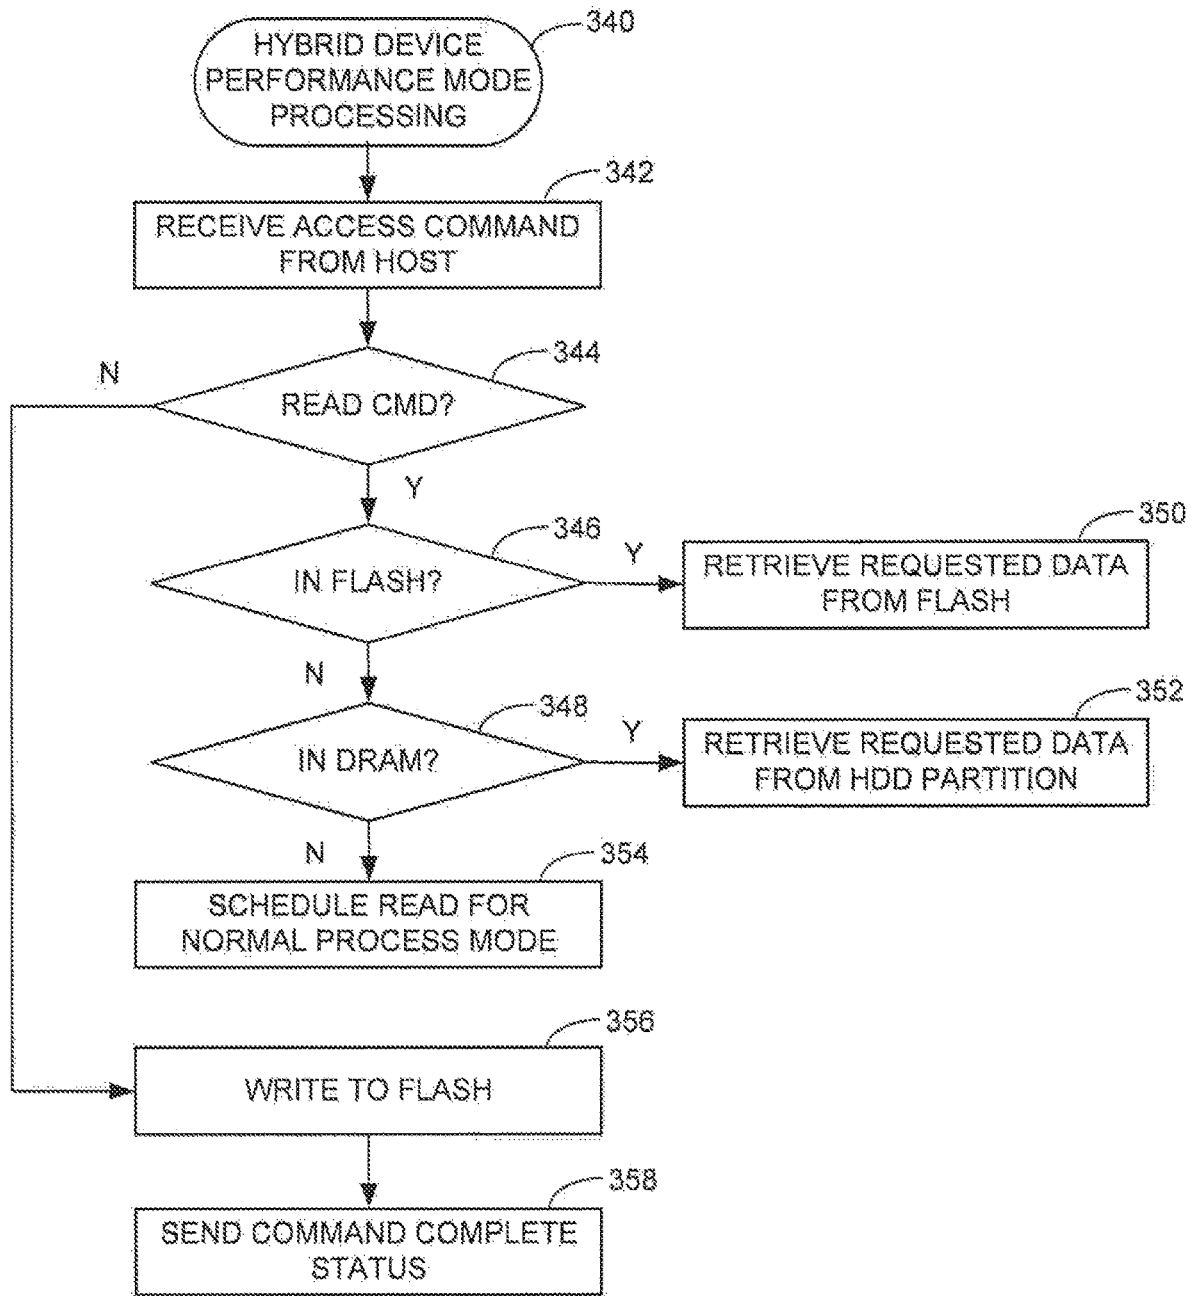 HYBRID DEVICE
PERFORMANCE MODE
PROCESSING
340
342
RECEIVE ACCESS COMMAND
FROM HOST
344
N
READ CMD?
Y
346
IN FLASH?
Y
350
RETRIEVE REQUESTED DATA
FROM FLASH
N
348
IN DRAM?
Y
352
RETRIEVE REQUESTED DATA
FROM HDD PARTITION
N
354
SCHEDULE READ FOR
NORMAL PROCESS MODE
356
WRITE TO FLASH
358
SEND COMMAND COMPLETE
STATUS